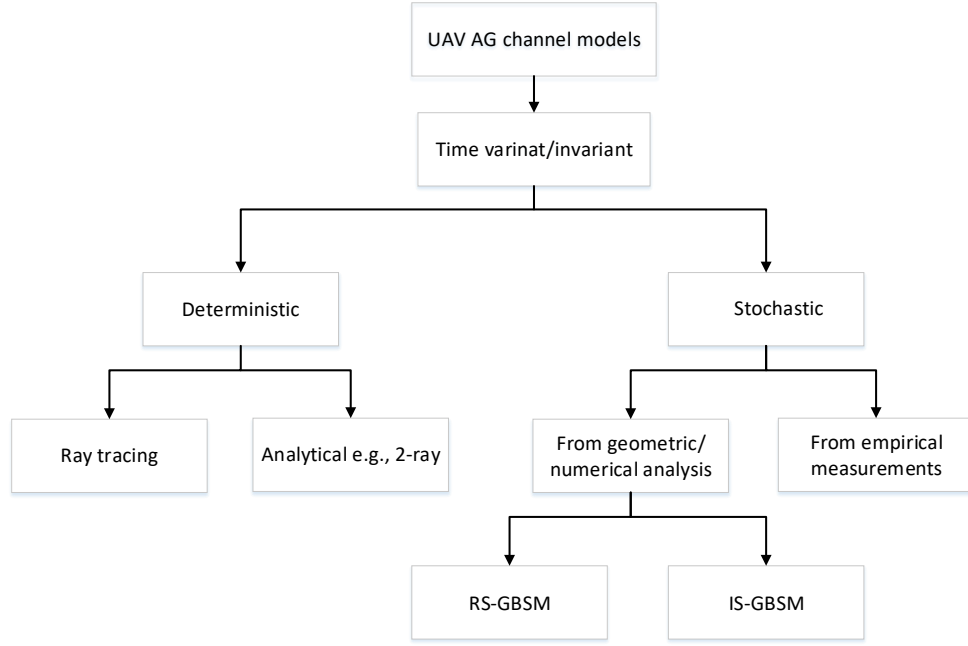 UAV AG channel models
Time varinat/invariant
Deterministic
Stochastic
Ray tracing
Analytical e.g., 2-ray
From geometric/
numerical analysis
From empirical
measurements
RS-GBSM
IS-GBSM